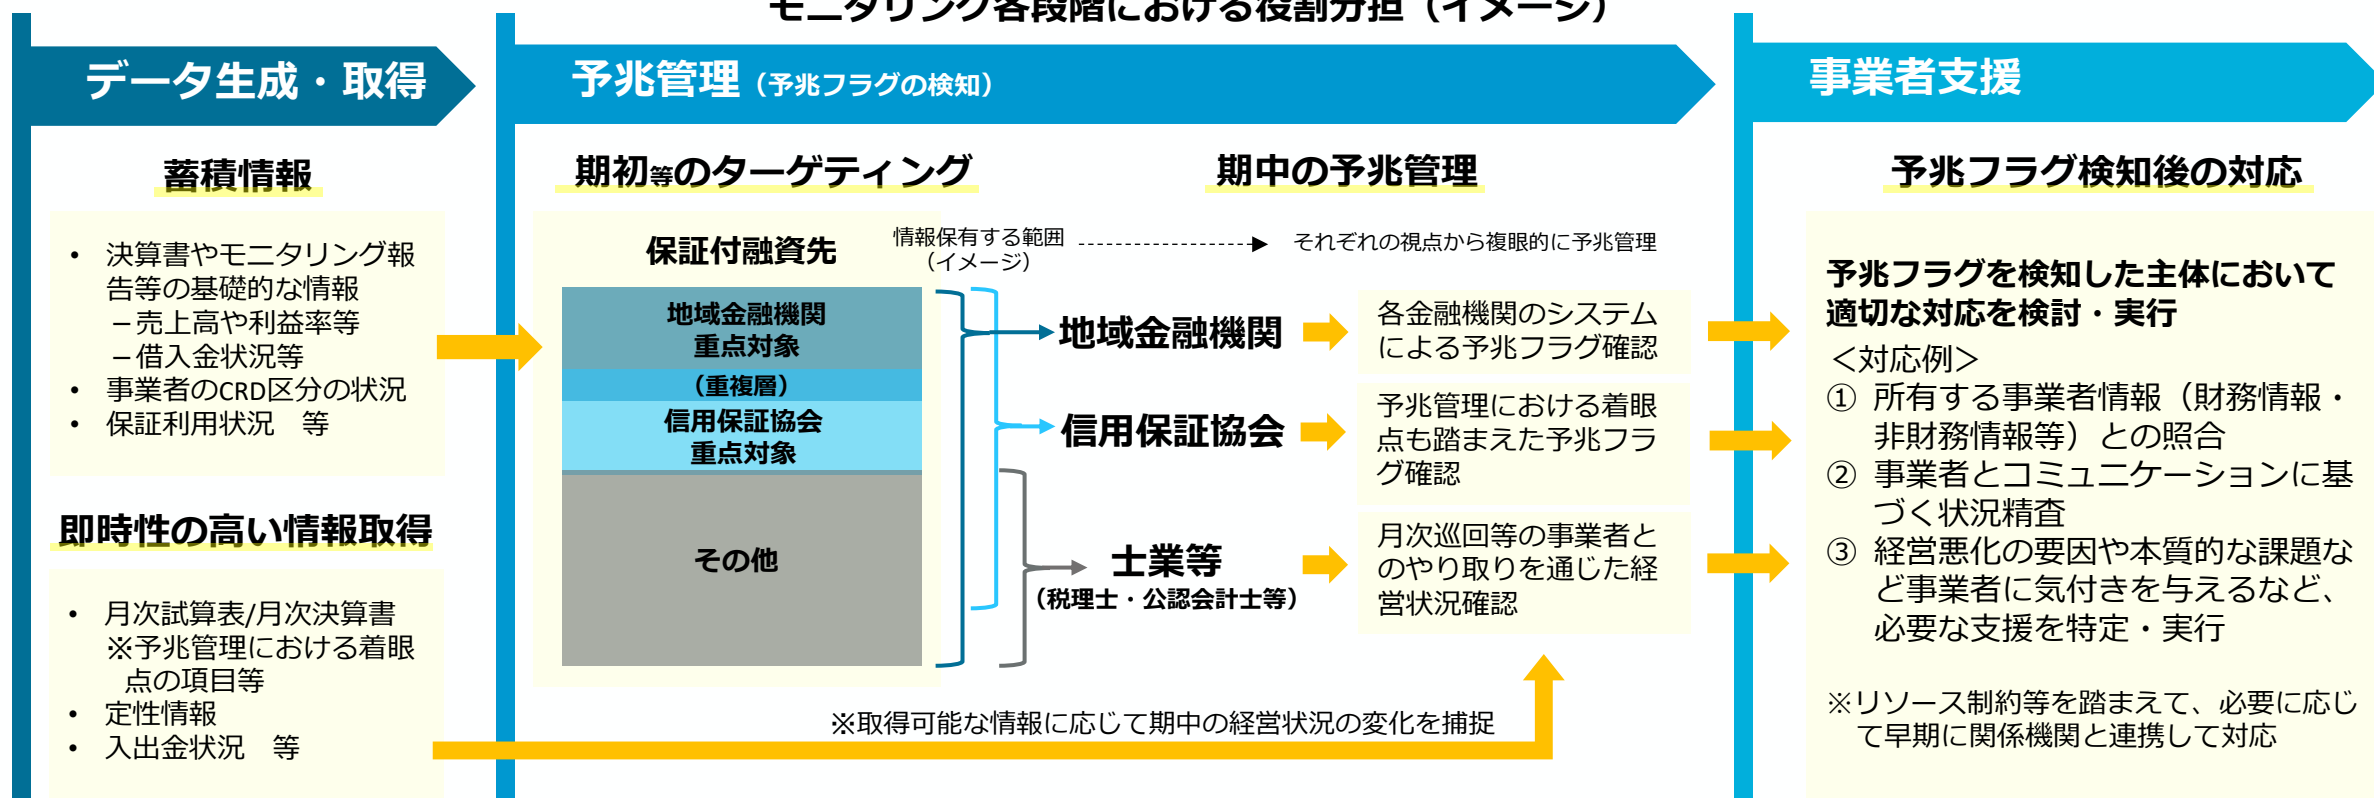 モニタリング各段階における役割分担（イメージ）
データ生成・取得
蓄積情報
• 決算書やモニタリング報
告等の基礎的な情報
－売上高や利益率等
－借入金状況等
• 事業者のCRD区分の状況
• 保証利用状況　等
即時性の高い情報取得
• 月次試算表/月次決算書
※予兆管理における着眼
点の項目等
• 定性情報
• 入出金状況　等
予兆管理（予兆フラグの検知）
期初等のターゲティング
保証付融資先
地域金融機関
重点対象
（重複層）
信用保証協会
重点対象
その他
情報保有する範囲
（イメージ）
期中の予兆管理
それぞれの視点から複眼的に予兆管理
地域金融機関
各金融機関のシステム
による予兆フラグ確認
信用保証協会
予兆管理における着眼
点も踏まえた予兆フラ
グ確認
士業等
（税理士・公認会計士等）
月次巡回等の事業者と
のやり取りを通じた経
営状況確認
※取得可能な情報に応じて期中の経営状況の変化を捕捉
事業者支援
予兆フラグ検知後の対応
予兆フラグを検知した主体において
適切な対応を検討・実行
＜対応例＞
① 所有する事業者情報（財務情報・
非財務情報等）との照合
② 事業者とコミュニケーションに基
づく状況精査
③ 経営悪化の要因や本質的な課題な
ど事業者に気付きを与えるなど、
必要な支援を特定・実行
※リソース制約等を踏まえて、必要に応じ
て早期に関係機関と連携して対応